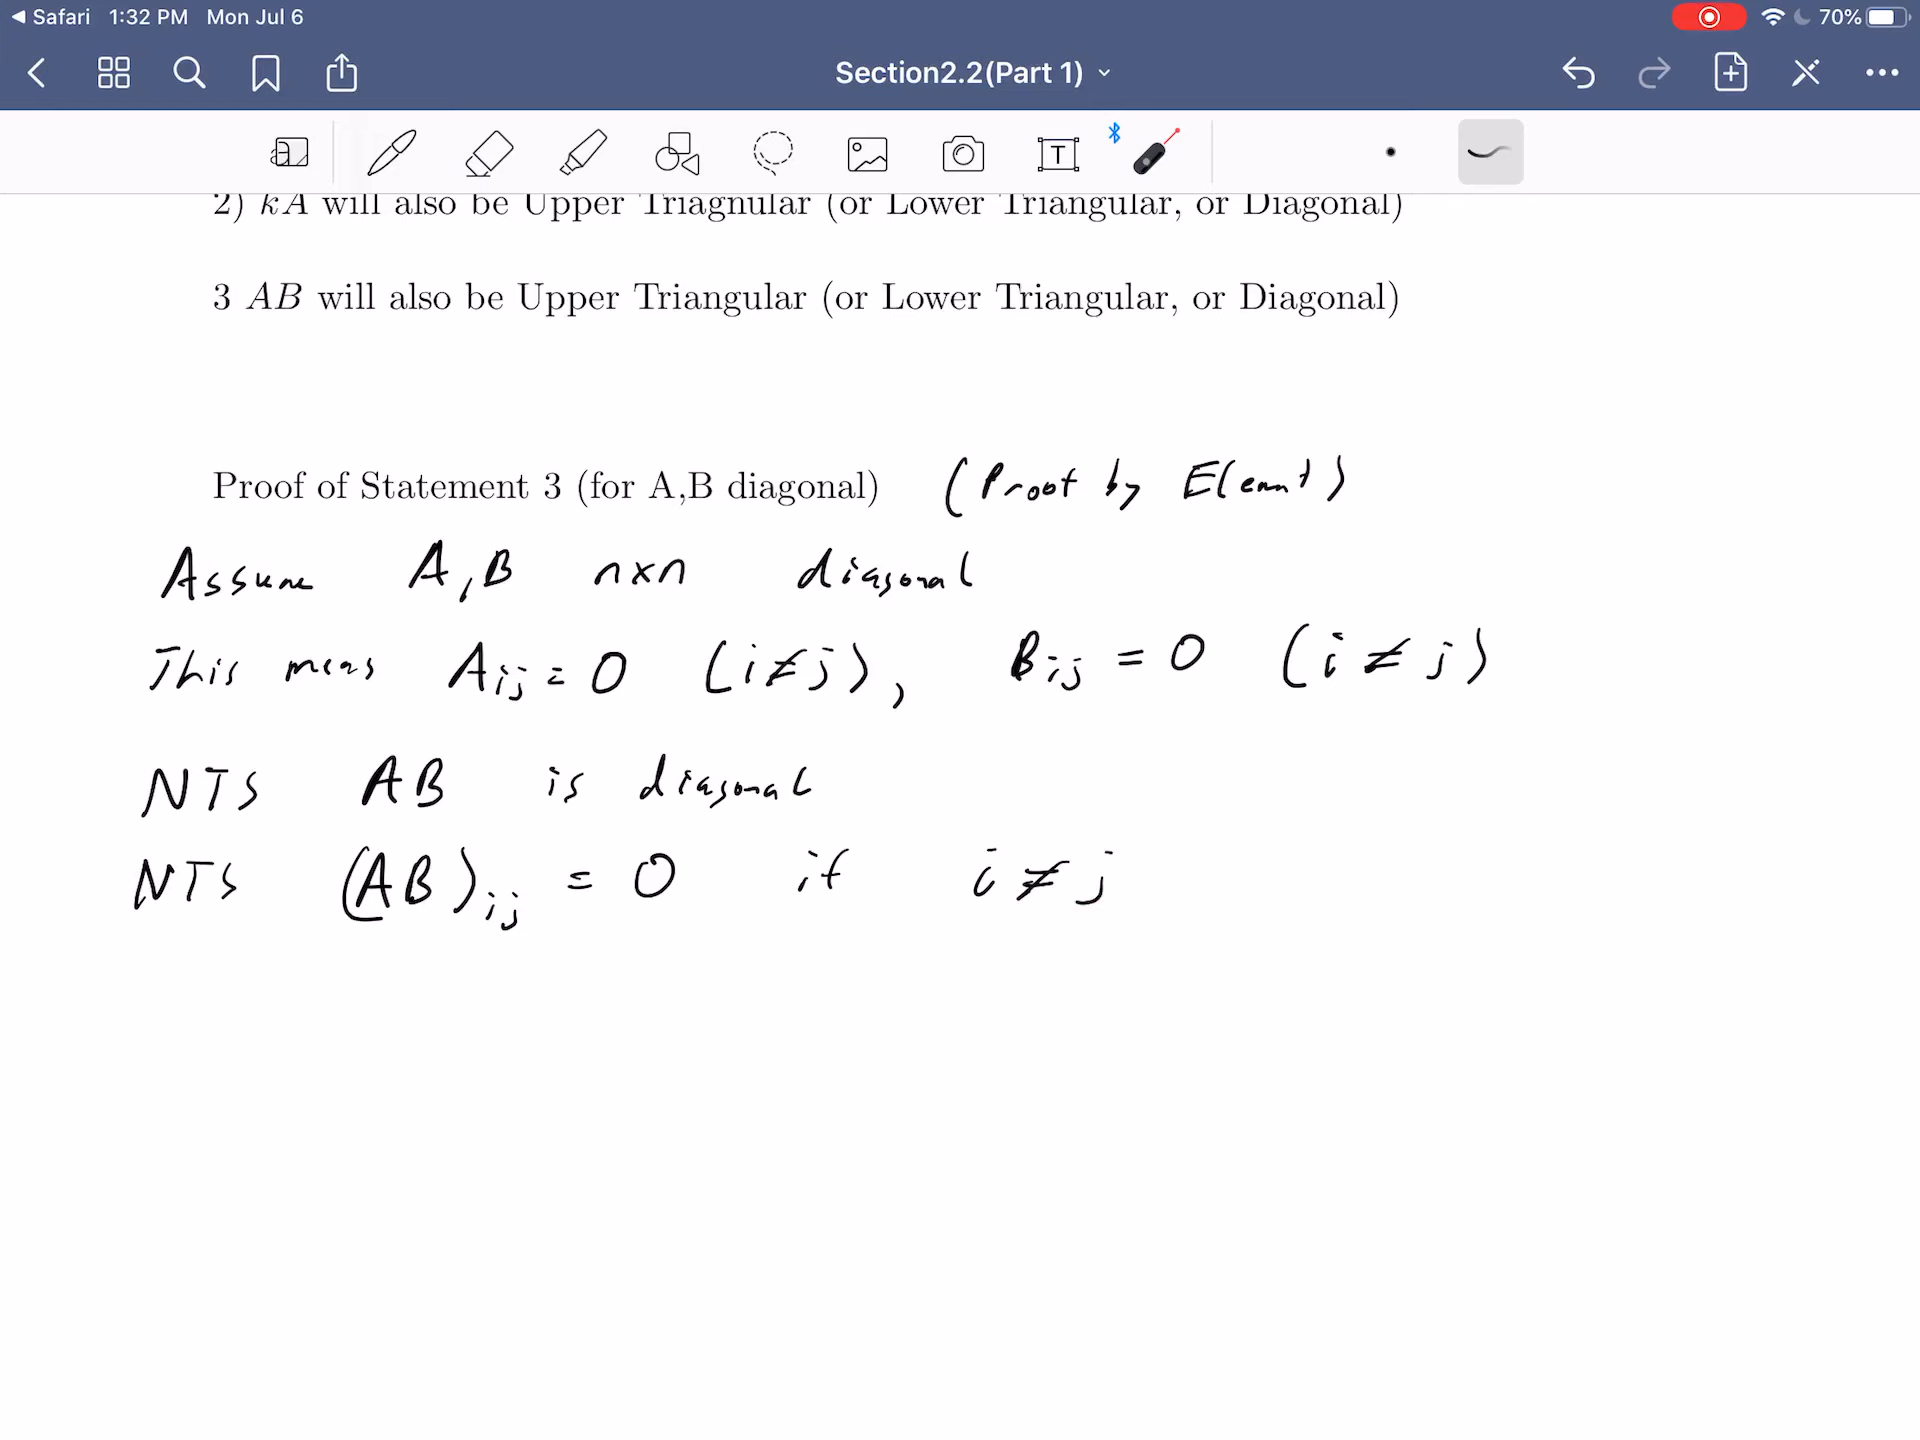 Safari 1:32 PM Mon Jul 6 70%
Section2.2(Part 1)
2) kA will also be Upper Triagnular (or Lower Triangular, or Diagonal)
3 AB will also be Upper Triangular (or Lower Triangular, or Diagonal)
Proof of Statement 3 (for A,B diagonal) (Proof by Element)
Assume A, B n×n diagonal
This means Aij = 0 (i≠j), Bij = 0 (i≠j)
NTS AB is diagonal
NTS (AB)ij = 0 if i≠j